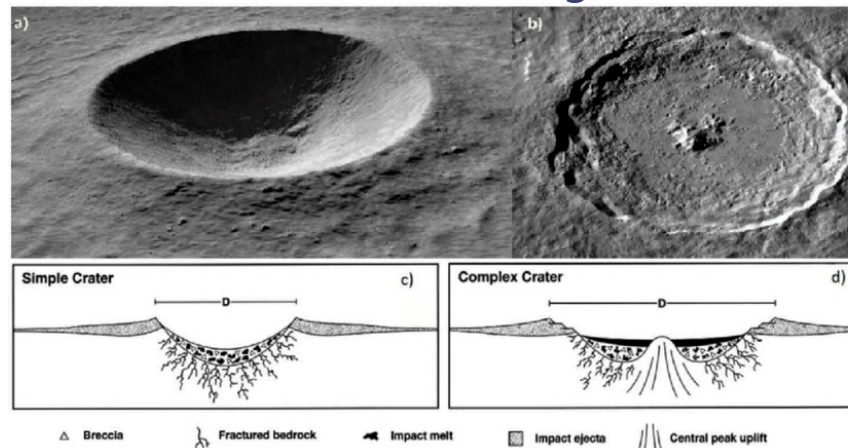 a)
b)
Simple Crater
c)
D
Complex Crater
d)
D
Breccia
Fractured bedrock
Impact melt
Impact ejecta
Central peak uplift